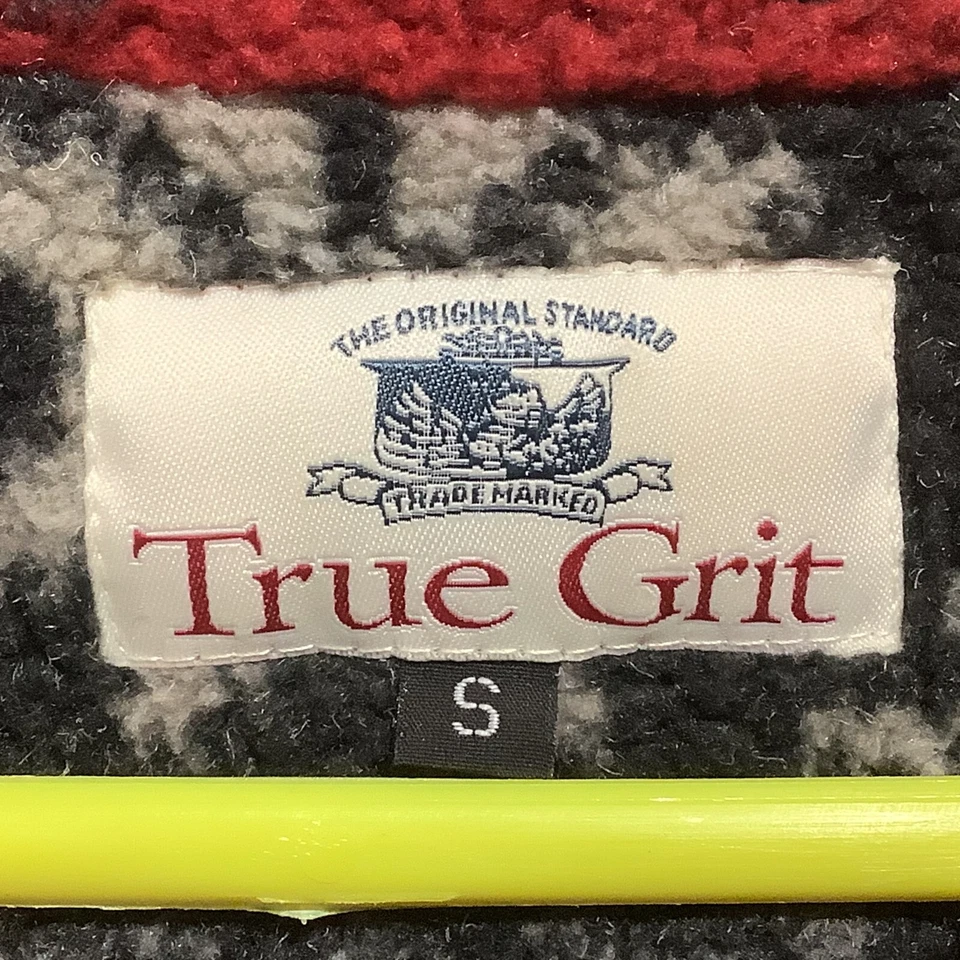 THE ORIGINAL STANDARD
TRADE MARKED
True Grit
S